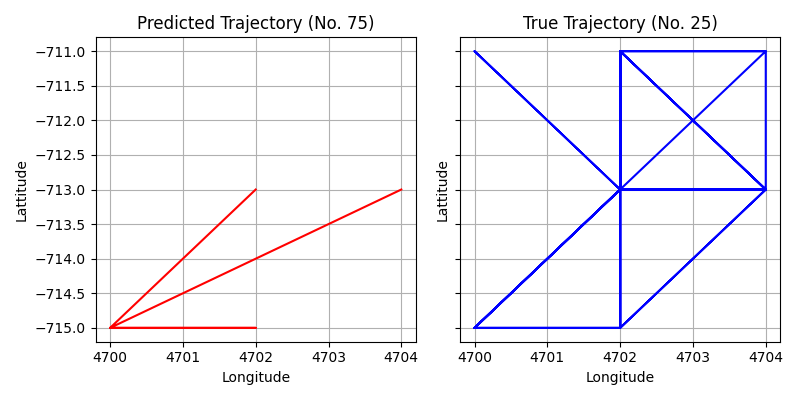 Predicted Trajectory (No. 75)
True Trajectory (No. 25)
−711.0
−711.5
−712.0
−712.5
−713.0
−713.5
−714.0
−714.5
−715.0
Lattitude
Lattitude
4700 4701 4702 4703 4704
4700 4701 4702 4703 4704
Longitude
Longitude